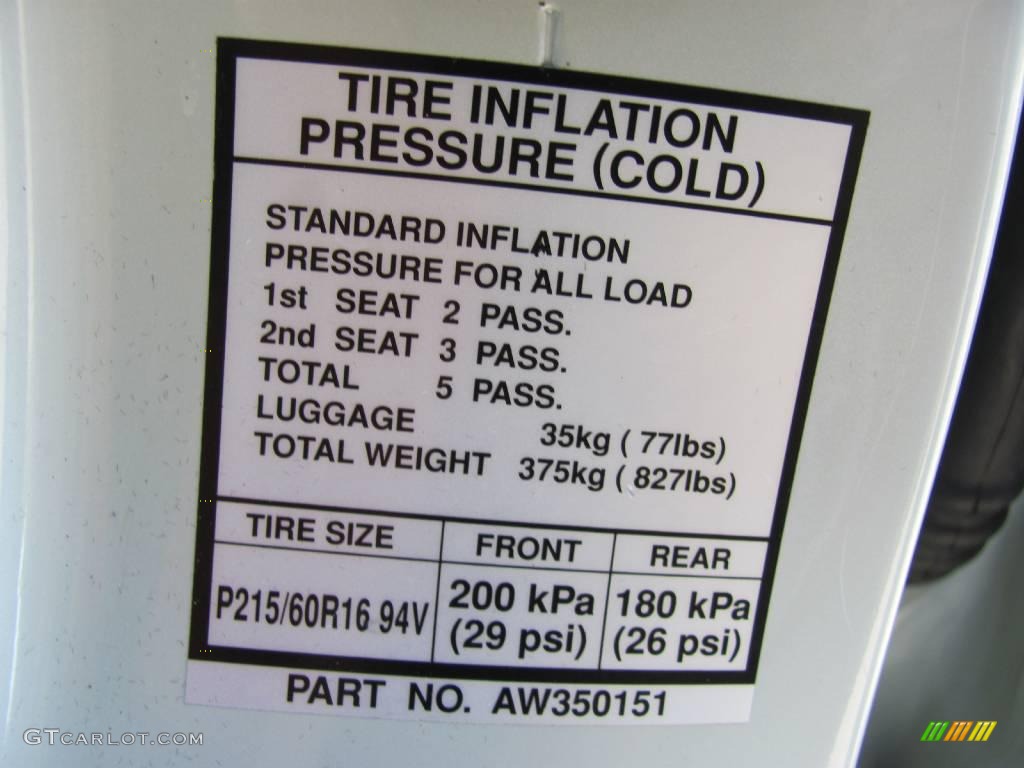 TIRE INFLATION
PRESSURE (COLD)
STANDARD INFLATION
PRESSURE FOR ALL LOAD
1st SEAT 2 PASS.
2nd SEAT 3 PASS.
TOTAL 5 PASS.
LUGGAGE 35kg ( 77lbs)
TOTAL WEIGHT 375kg ( 827lbs)
TIRE SIZE FRONT REAR
P215/60R16 94V 200 kPa (29 psi) 180 kPa (26 psi)
PART NO. AW350151
GTCARLOT.COM